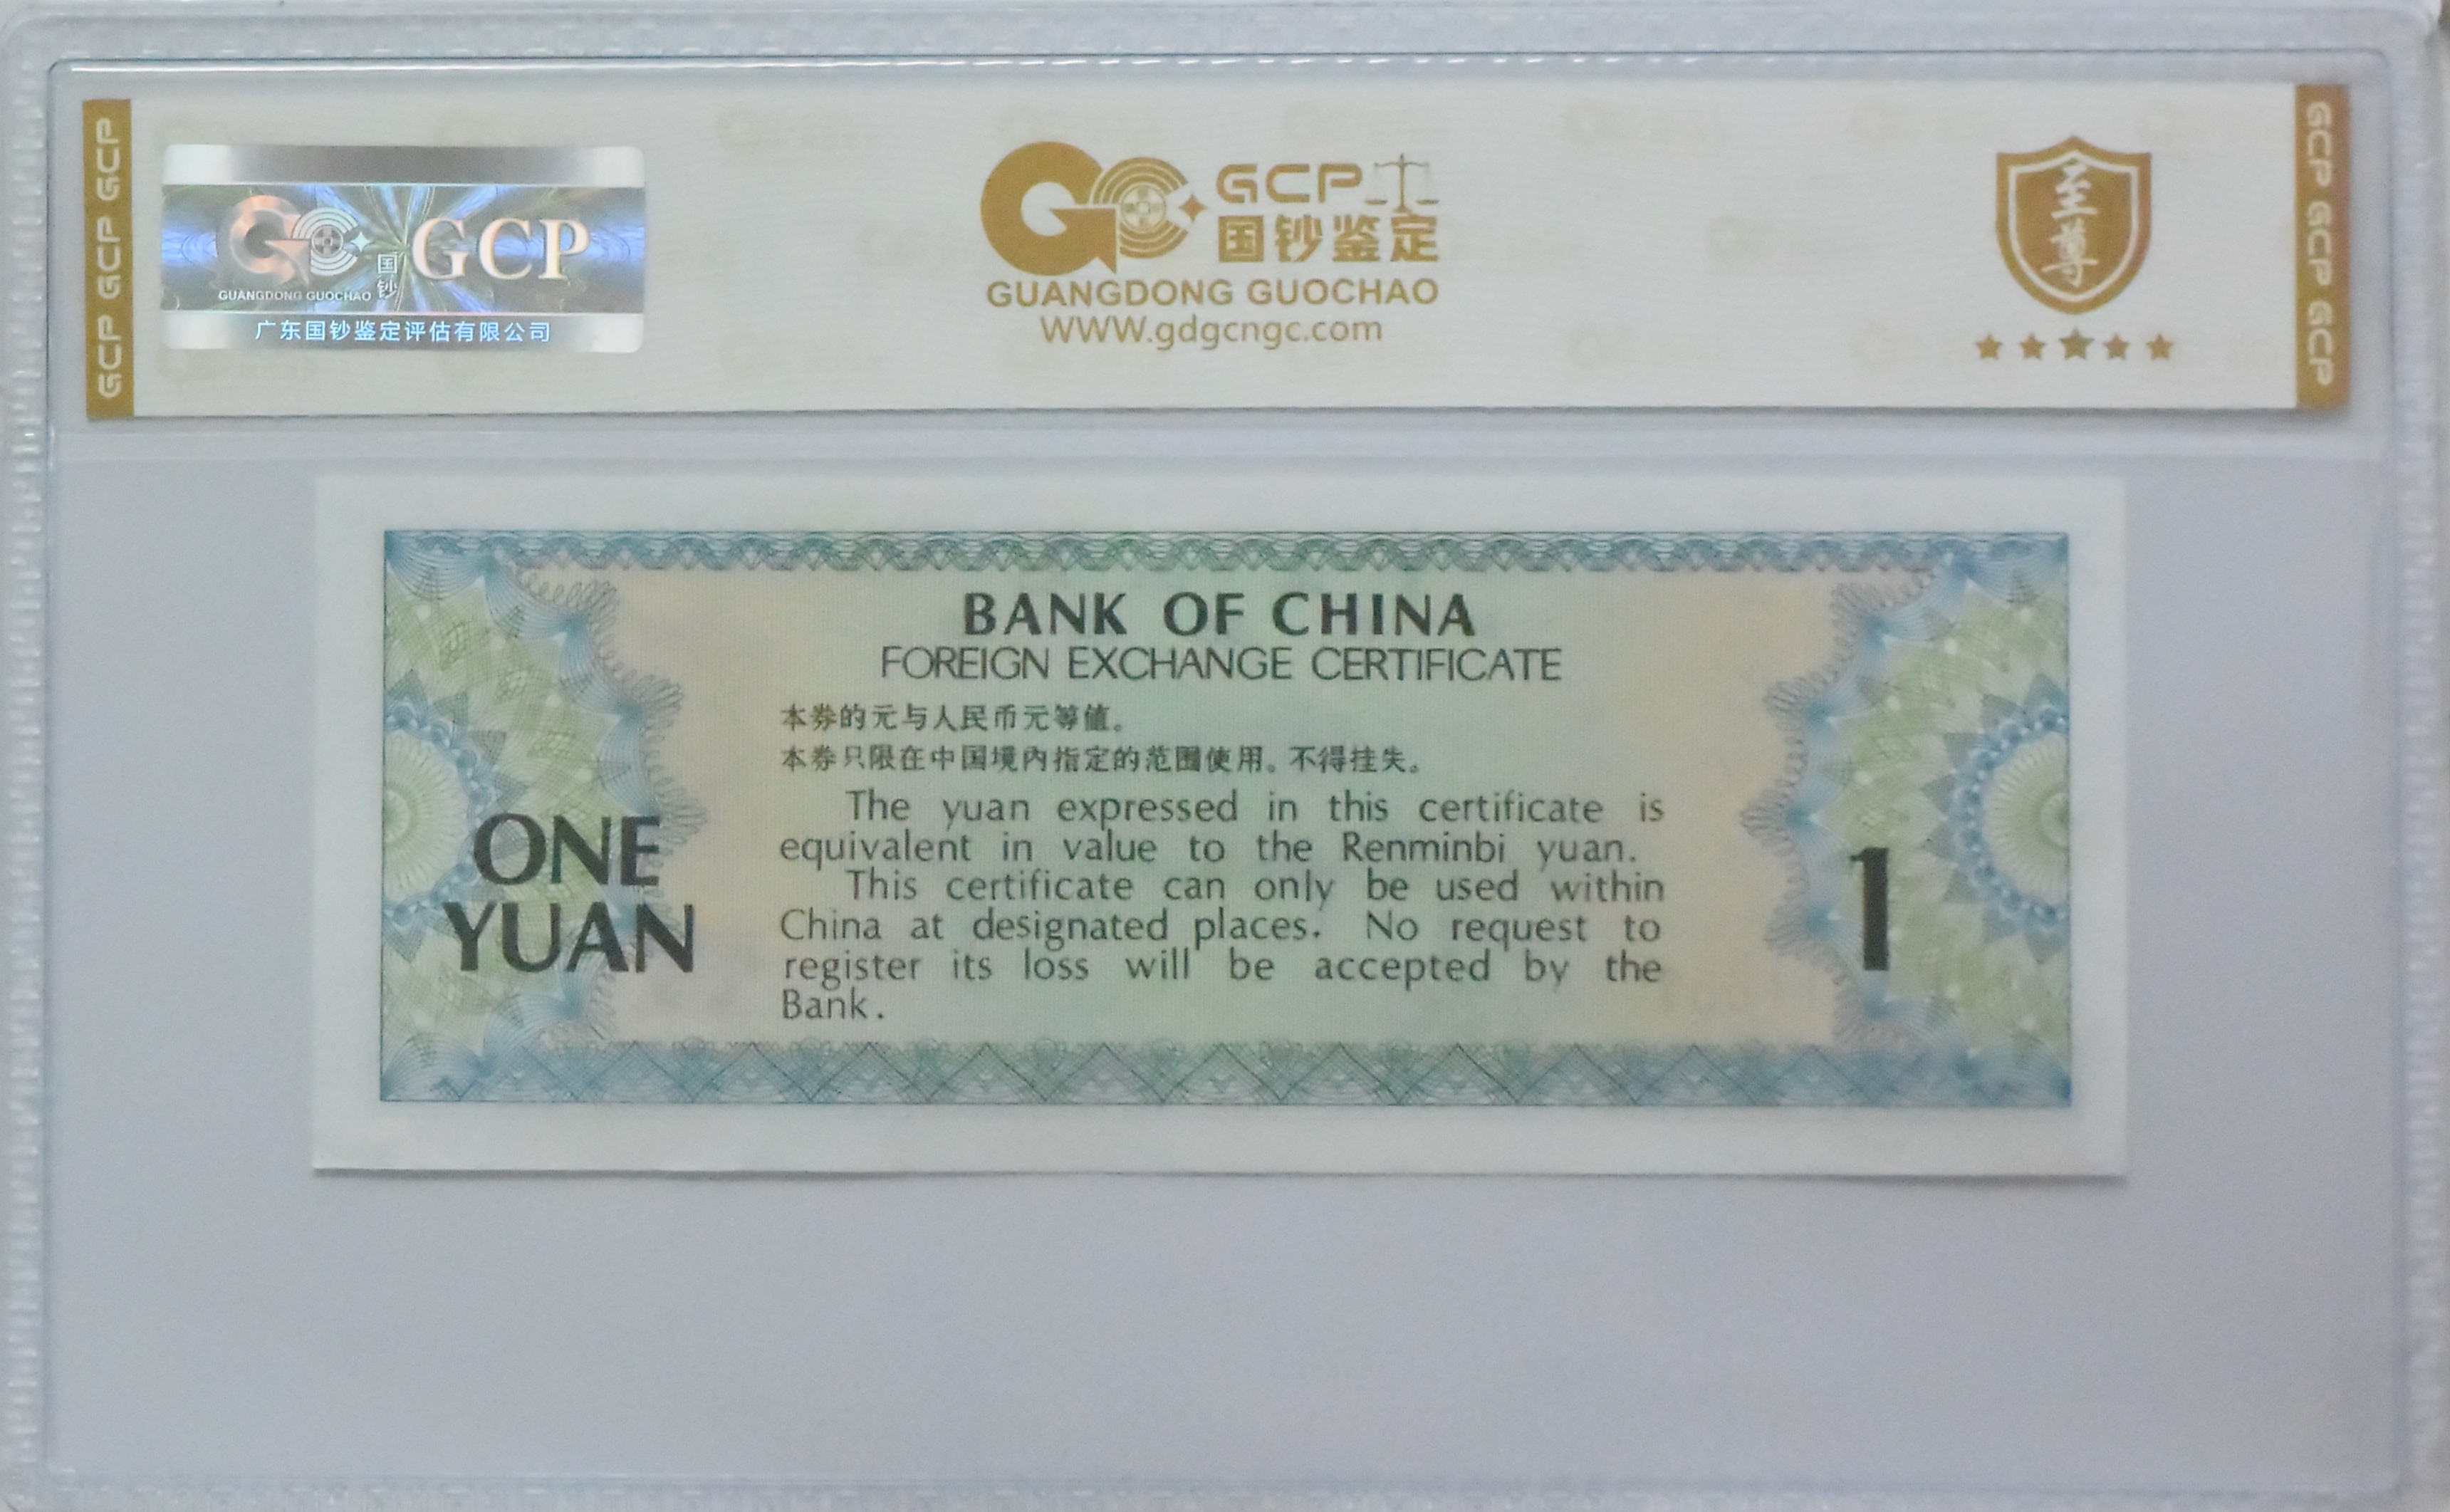 GCP GCP GCP
GCP
国钞
GUANGDONG GUOCHAO
广东国钞鉴定评估有限公司
GCP
国钞鉴定
GUANGDONG GUOCHAO
WWW.gdgcngc.com
至尊
GCP GCP GCP
BANK OF CHINA
FOREIGN EXCHANGE CERTIFICATE
本券的元与人民币元等值。
本券只限在中国境内指定的范围使用。不得挂失。
The yuan expressed in this certificate is
equivalent in value to the Renminbi yuan.
This certificate can only be used within
China at designated places. No request to
register its loss will be accepted by the
Bank.
ONE
YUAN
1